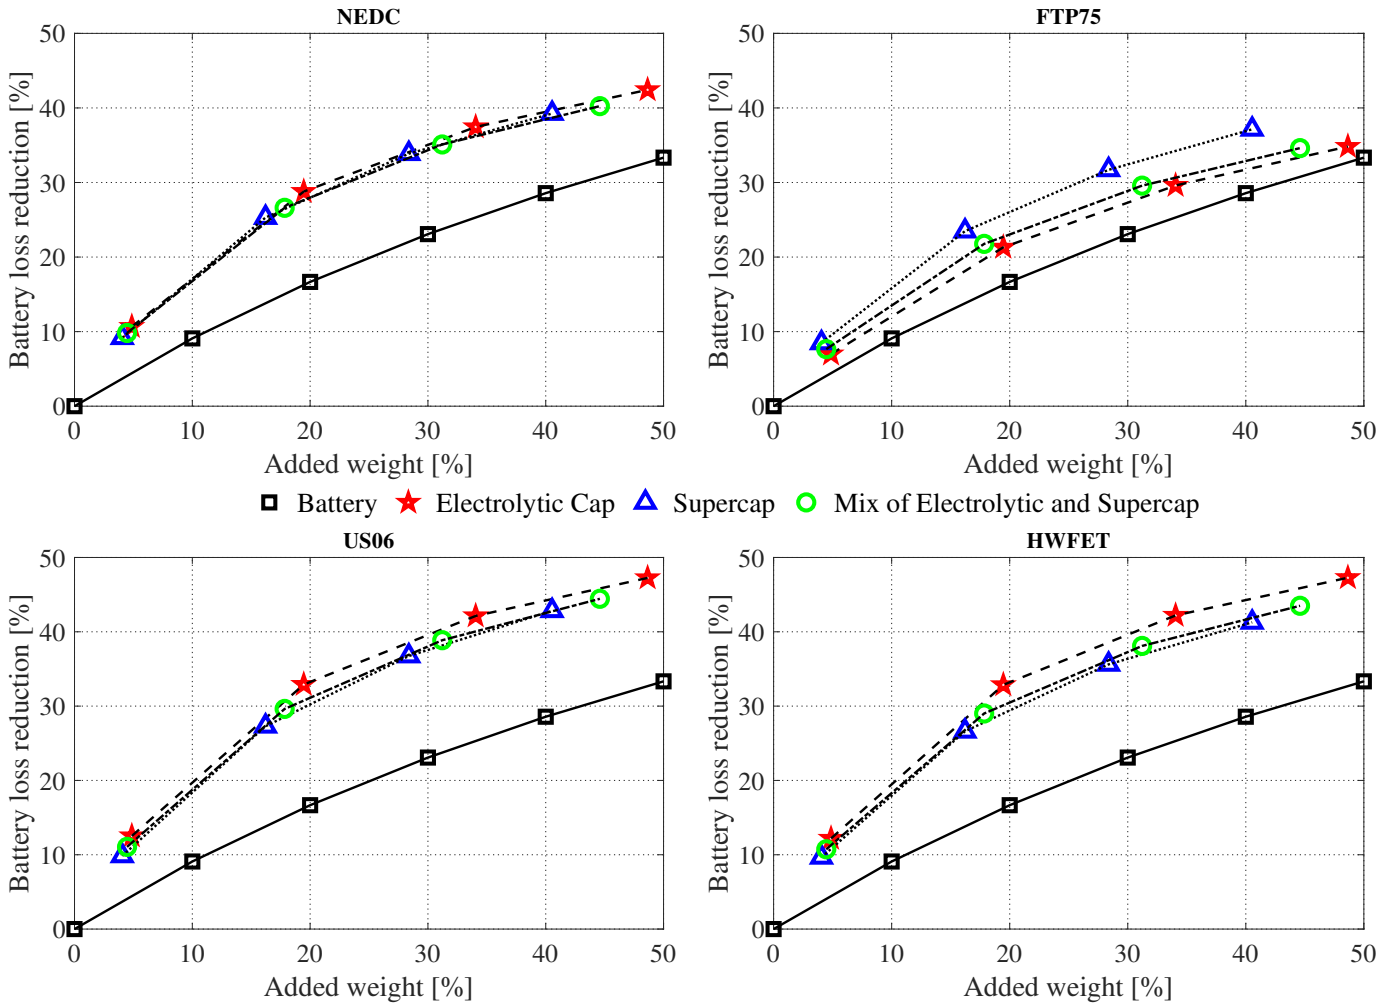 NEDC
50
40
30
20
10
0
Battery loss reduction [%]
0 10 20 30 40 50
Added weight [%]
FTP75
50
40
30
20
10
0
Battery loss reduction [%]
0 10 20 30 40 50
Added weight [%]
Battery Electrolytic Cap Supercap Mix of Electrolytic and Supercap
US06
50
40
30
20
10
0
Battery loss reduction [%]
0 10 20 30 40 50
Added weight [%]
HWFET
50
40
30
20
10
0
Battery loss reduction [%]
0 10 20 30 40 50
Added weight [%]